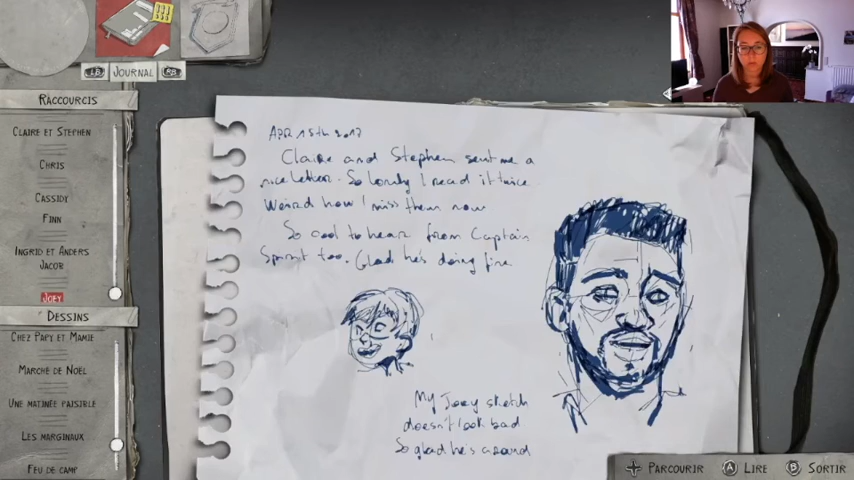 LB JOURNAL RB
RACCOURCIS
CLAIRE ET STEPHEN
CHRIS
CASSIDY
FINN
INGRID ET ANDERS
JACOB
JOEY
DESSINS
CHEZ PAPY ET MAMIE
MARCHÉ DE NOËL
UNE MATINÉE PAISIBLE
LES MARGINAUX
FEU DE CAMP
APR 15TH 2017
Claire and Stephen sent me a
nice letter. So lovely I read it twice
Weird how I miss them now
So cool to hear from Captain
Spirit too. Glad he's doing fine.
My Joey sketch
doesn't look bad
So glad he's around
PARCOURIR A LIRE B SORTIR